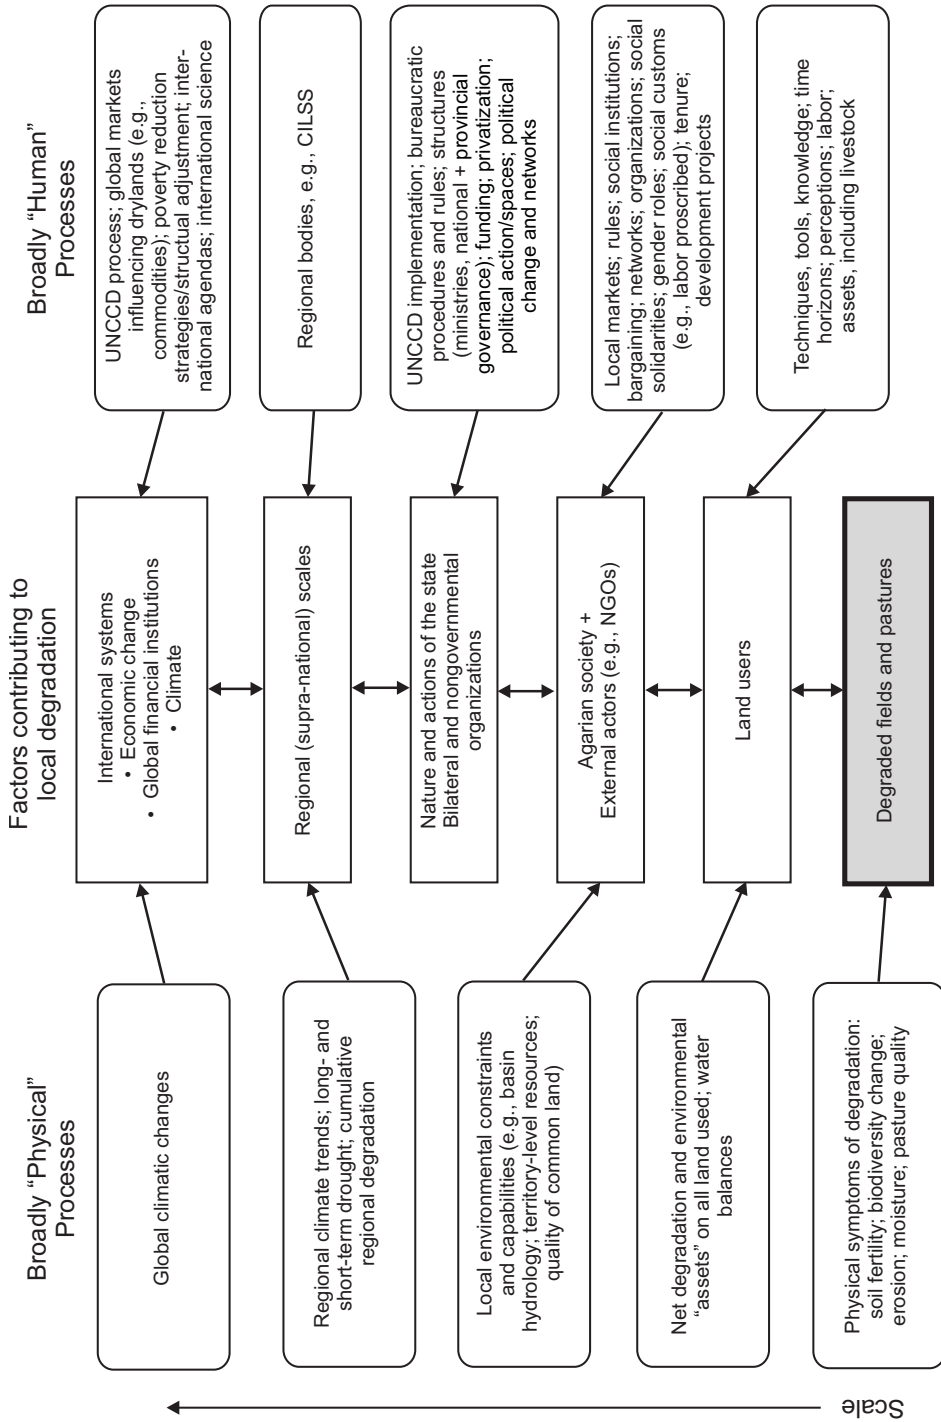 Broadly “Physical”
Processes
Factors contributing to
local degradation
Broadly “Human”
Processes
Global climatic changes
International systems
• Economic change
• Global financial institutions
• Climate
UNCCD process; global markets
influencing drylands (e.g.,
commodities); poverty reduction
strategies/structual adjustment; inter-
national agendas; international science
Regional climate trends; long- and
short-term drought; cumulative
regional degradation
Regional (supra-national) scales
Regional bodies, e.g., CILSS
Nature and actions of the state
Bilateral and nongovernmental
organizations
UNCCD implementation; bureaucratic
procedures and rules; structures
(ministries, national + provincial
governance); funding; privatization;
political action/spaces; political
change and networks
Local environmental constraints
and capabilities (e.g., basin
hydrology; territory-level resources;
quality of common land)
Agarian society +
External actors (e.g., NGOs)
Local markets; rules; social institutions;
bargaining; networks; organizations; social
solidarities; gender roles; social customs
(e.g., labor proscribed); tenure;
development projects
Net degradation and environmental
“assets” on all land used; water
balances
Land users
Techniques, tools, knowledge; time
horizons; perceptions; labor;
assets, including livestock
Physical symptoms of degradation:
soil fertility; biodiversity change;
erosion; moisture; pasture quality
Degraded fields and pastures
Scale